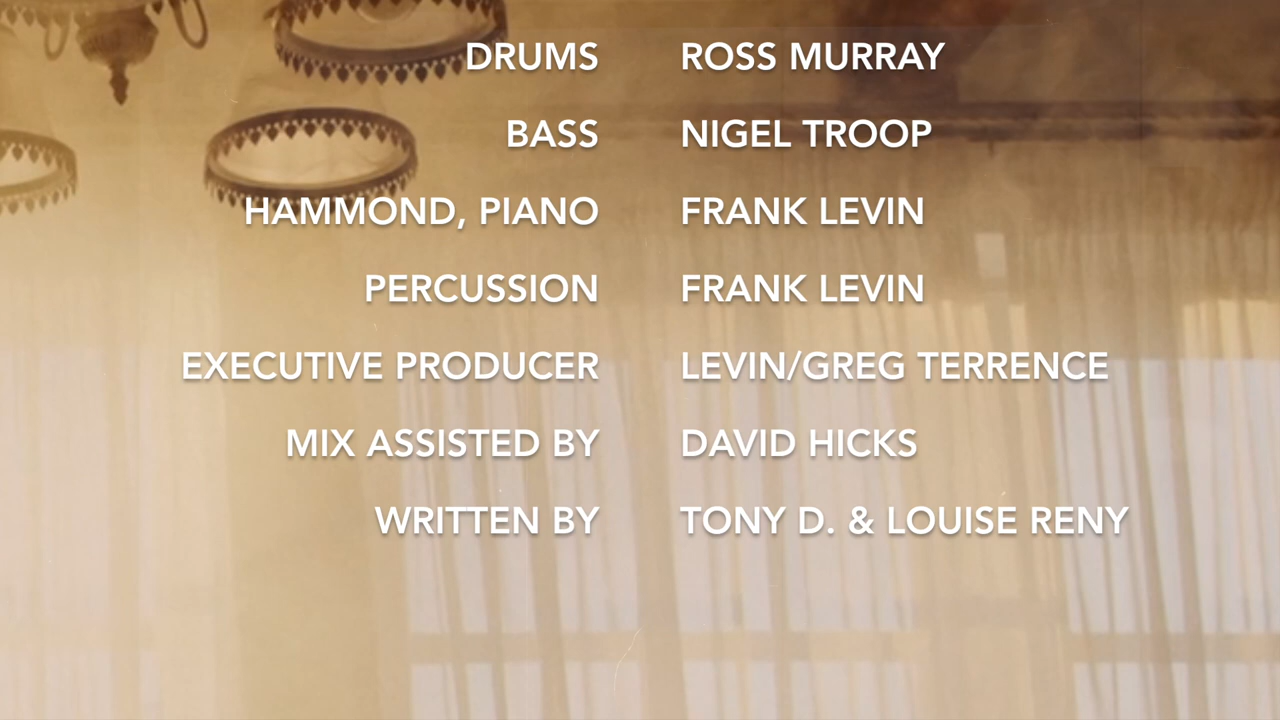 DRUMS ROSS MURRAY
BASS NIGEL TROOP
HAMMOND, PIANO FRANK LEVIN
PERCUSSION FRANK LEVIN
EXECUTIVE PRODUCER LEVIN/GREG TERRENCE
MIX ASSISTED BY DAVID HICKS
WRITTEN BY TONY D. & LOUISE RENY